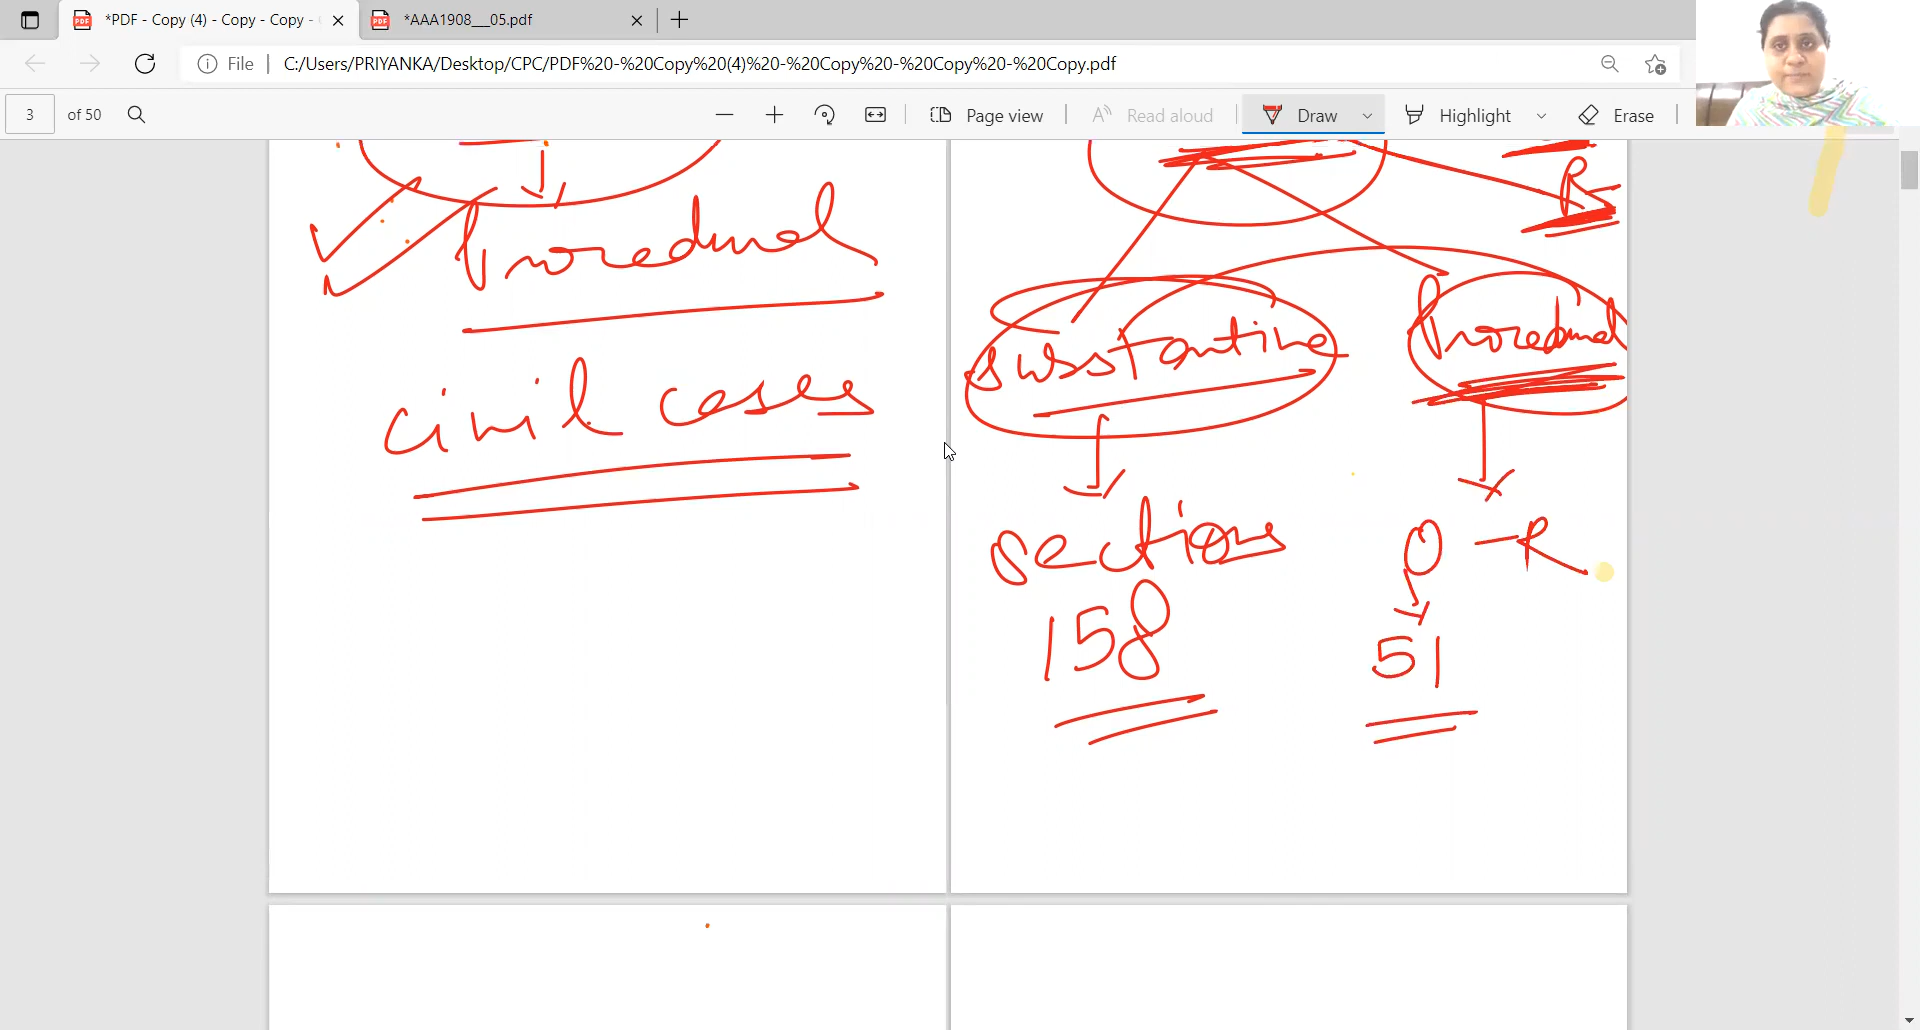 *PDF - Copy (4) - Copy - Copy -
*AAA1908___05.pdf
File
C:/Users/PRIYANKA/Desktop/CPC/PDF%20-%20Copy%20(4)%20-%20Copy%20-%20Copy%20-%20Copy.pdf
3 of 50
Page view
Read aloud
Draw
Highlight
Erase
R
Procedural
civil cases
substantive Procedural
sections O - R
158 51